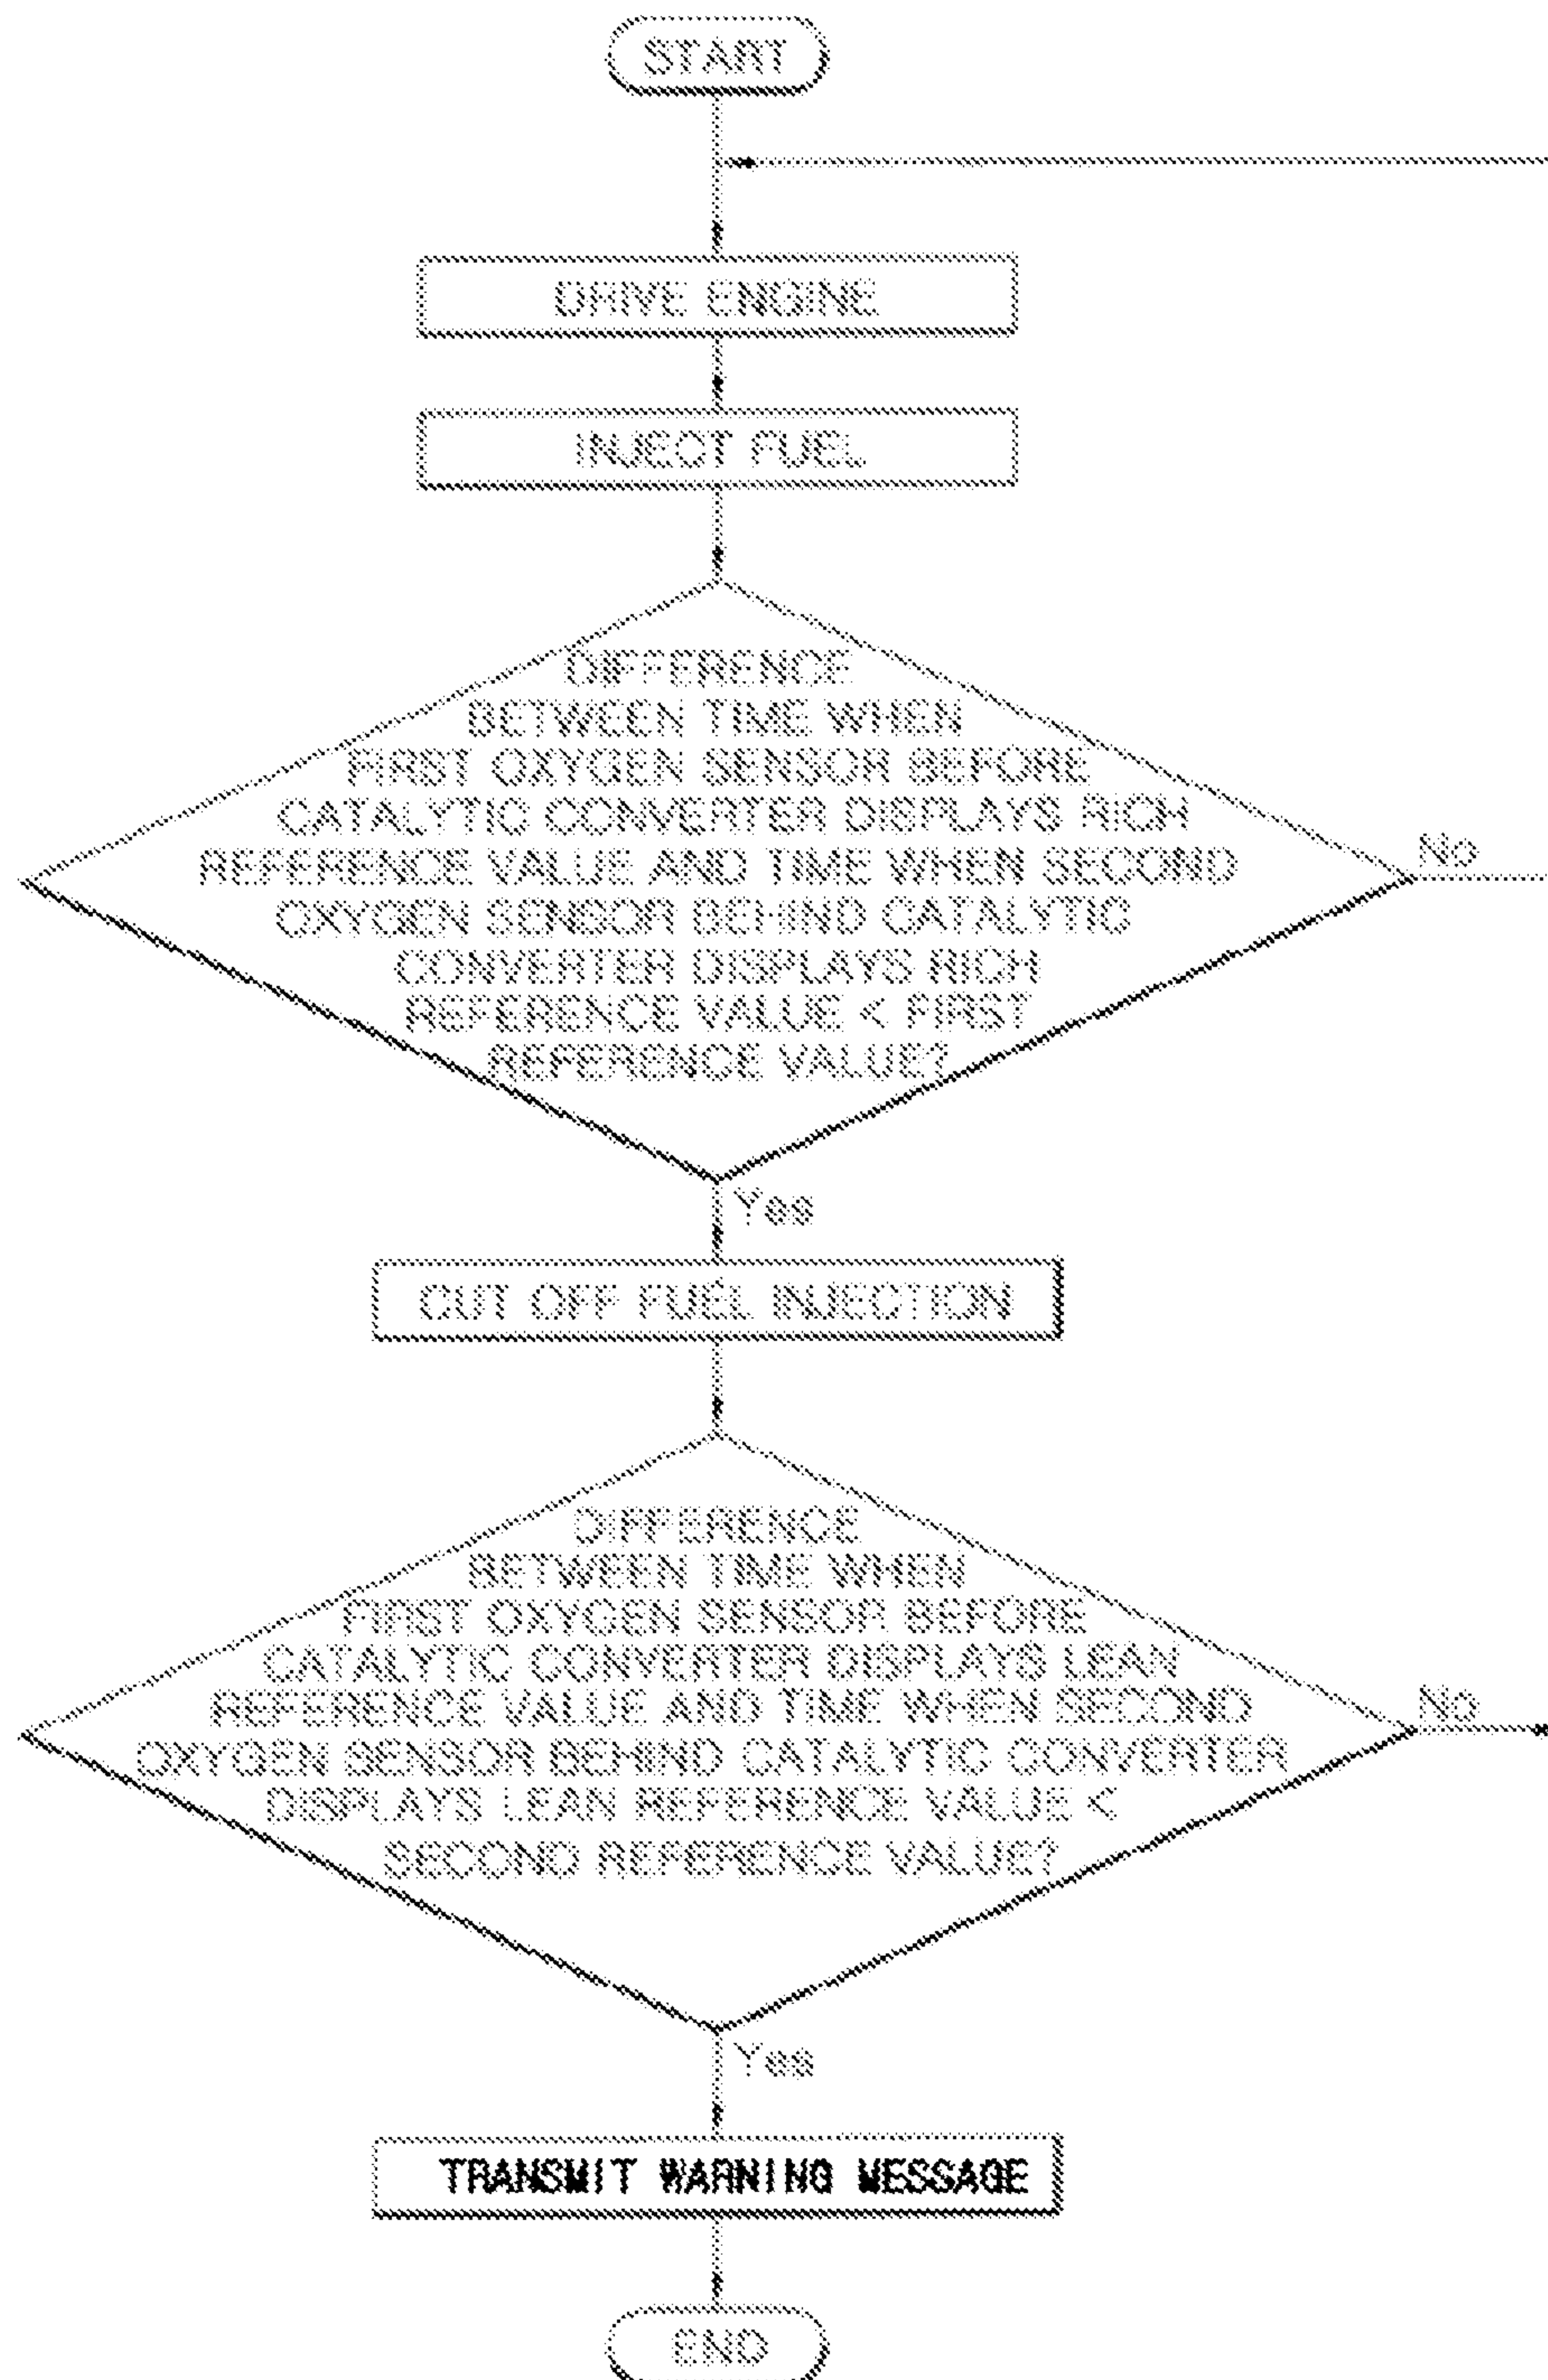 START
DRIVE ENGINE
INJECT FUEL
DIFFERENCE
BETWEEN TIME WHEN
FIRST OXYGEN SENSOR BEFORE
CATALYTIC CONVERTER DISPLAYS RICH
REFERENCE VALUE AND TIME WHEN SECOND
OXYGEN SENSOR BEHIND CATALYTIC
CONVERTER DISPLAYS RICH
REFERENCE VALUE < FIRST
REFERENCE VALUE?
No
Yes
CUT OFF FUEL INJECTION
DIFFERENCE
BETWEEN TIME WHEN
FIRST OXYGEN SENSOR BEFORE
CATALYTIC CONVERTER DISPLAYS LEAN
REFERENCE VALUE AND TIME WHEN SECOND
OXYGEN SENSOR BEHIND CATALYTIC CONVERTER
DISPLAYS LEAN REFERENCE VALUE <
SECOND REFERENCE VALUE?
No
Yes
TRANSMIT WARNING MESSAGE
END